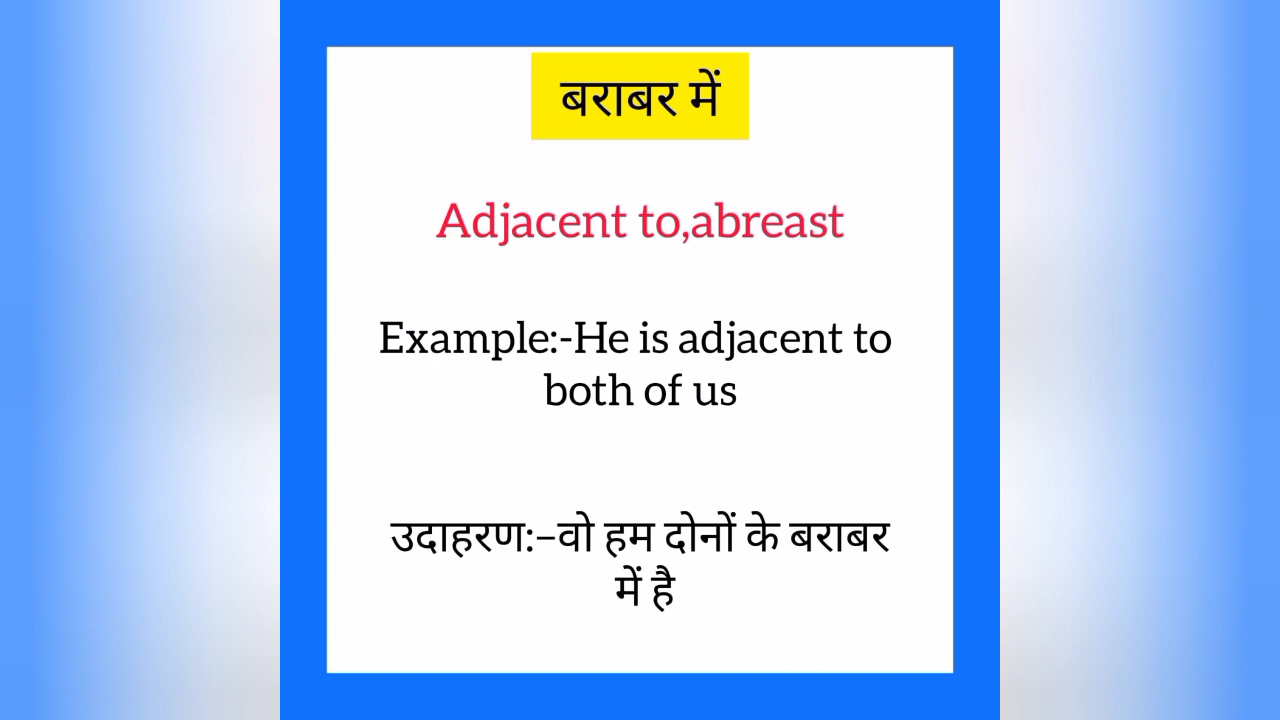 बराबर में
Adjacent to,abreast
Example:-He is adjacent to
both of us
उदाहरण:–वो हम दोनों के बराबर
में है